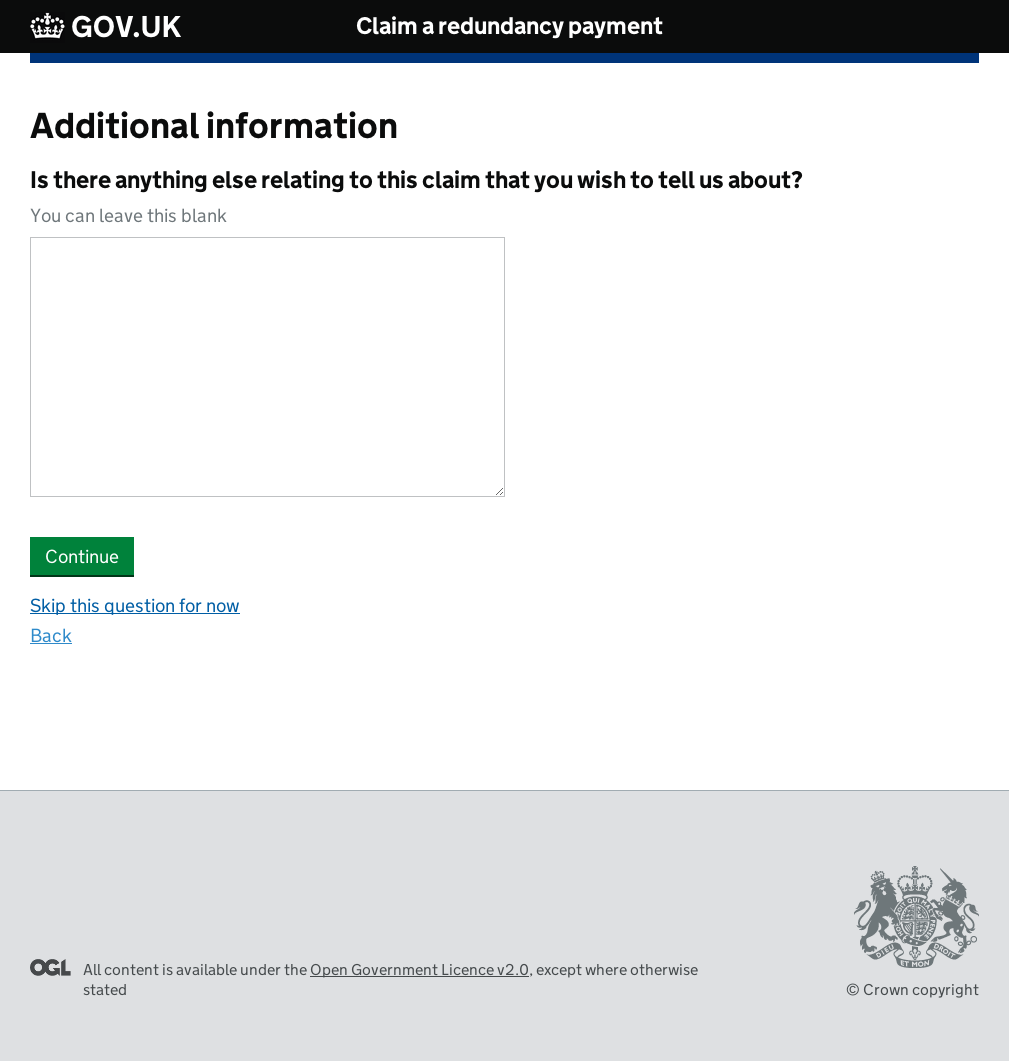 GOV.UK
Claim a redundancy payment
Additional information
Is there anything else relating to this claim that you wish to tell us about?
You can leave this blank
Continue
Skip this question for now
Back
OGL
All content is available under the Open Government Licence v2.0, except where otherwise
stated
© Crown copyright